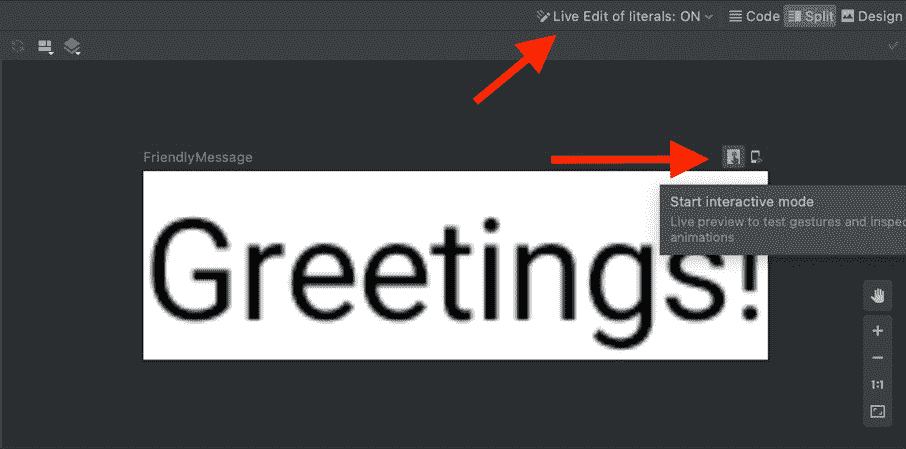 Live Edit of literals: ON
Code
Split
Design
FriendlyMessage
Start interactive mode
Live preview to test gestures and inspec
animations
Greetings!
1:1